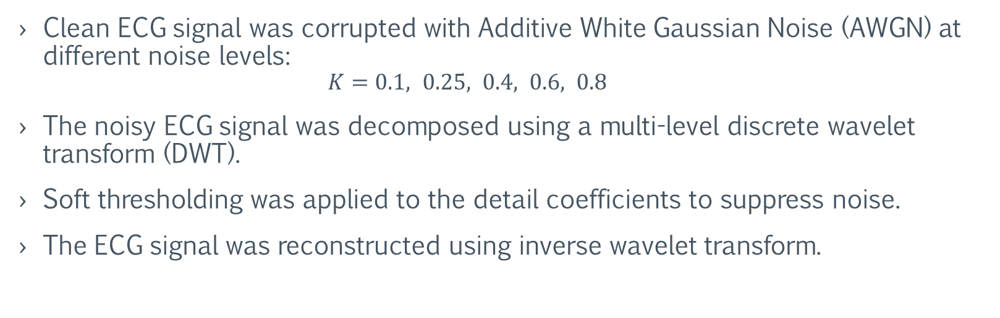 › Clean ECG signal was corrupted with Additive White Gaussian Noise (AWGN) at
different noise levels:
K = 0.1, 0.25, 0.4, 0.6, 0.8
› The noisy ECG signal was decomposed using a multi-level discrete wavelet
transform (DWT).
› Soft thresholding was applied to the detail coefficients to suppress noise.
› The ECG signal was reconstructed using inverse wavelet transform.